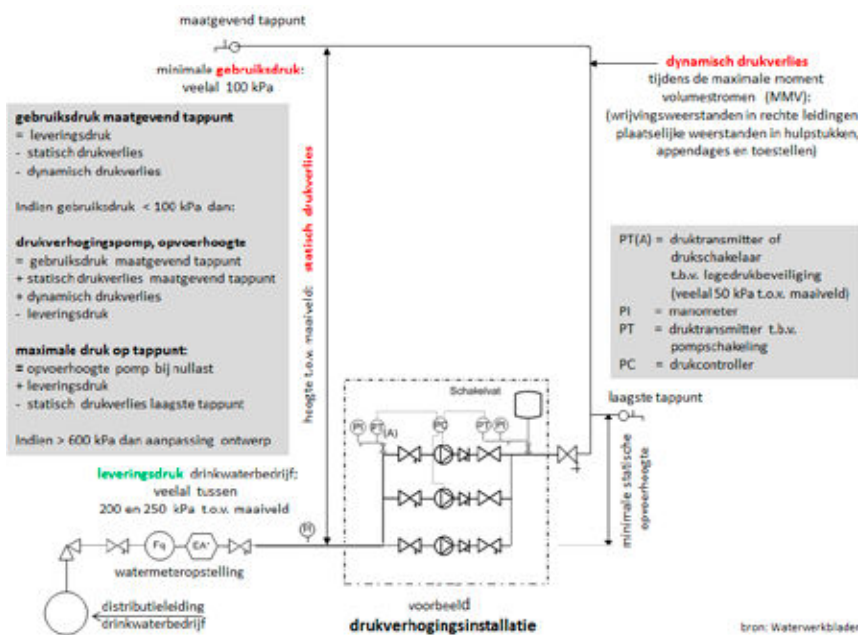 maatgevend tappunt
minimale gebruiksdruk:
veelal 100 kPa
dynamisch drukverlies
tijdens de maximale moment
volumestromen (MMV):
(wrijvingsweerstanden in rechte leidingen
plaatselijke weerstanden in hulpstukken,
appendages en toestellen)
gebruiksdruk maatgevend tappunt
= leveringsdruk
- statisch drukverlies
- dynamisch drukverlies
Indien gebruiksdruk < 100 kPa dan:
drukverhogingspomp, opvoerhoogte
= gebruiksdruk maatgevend tappunt
+ statisch drukverlies maatgevend tappunt
+ dynamisch drukverlies
- leveringsdruk
maximale druk op tappunt:
= opvoerhoogte pomp bij nullast
+ leveringsdruk
- statisch drukverlies laagste tappunt
Indien > 600 kPa dan aanpassing ontwerp
hoogte t.o.v. maaiveld: statisch drukverlies
PT(A) = druktransmitter of
drukschakelaar
t.b.v. legedrukbeveiliging
(veelal 50 kPa t.o.v. maaiveld)
PI = manometer
PT = druktransmitter t.b.v.
pompschakeling
PC = drukcontroller
Schakelvat
PI PT (A) PC PT PI
laagste tappunt
minimale statische
opvoerhoogte
leveringsdruk drinkwaterbedrijf:
veelal tussen
200 en 250 kPa t.o.v. maaiveld
PI
Fq EA
watermeteropstelling
distributieleiding
drinkwaterbedrijf
voorbeeld
drukverhogingsinstallatie
bron: Waterwerkbladen